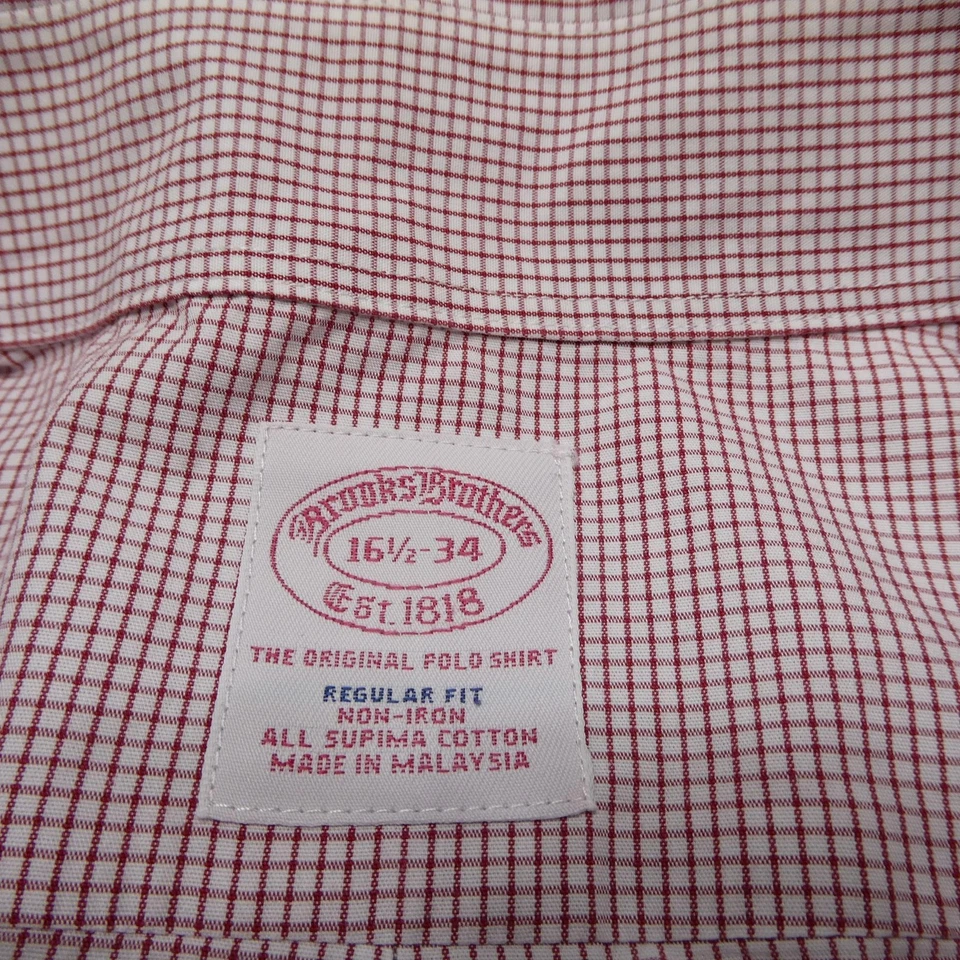 Brooks Brothers
16½-34
Est. 1818
THE ORIGINAL POLO SHIRT
REGULAR FIT
NON-IRON
ALL SUPIMA COTTON
MADE IN MALAYSIA